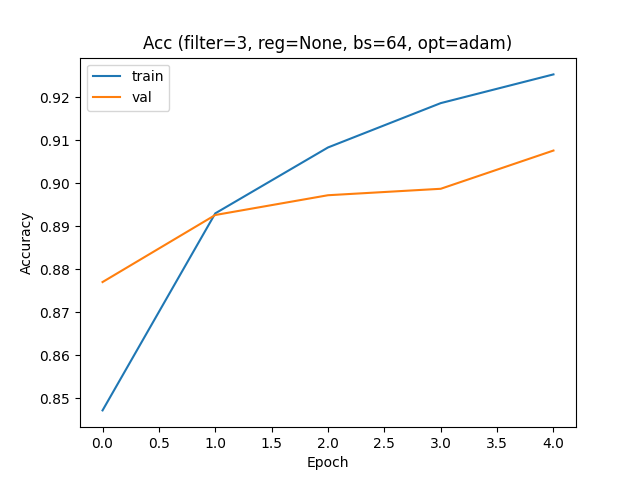 Acc (filter=3, reg=None, bs=64, opt=adam)
train
val
0.92
0.91
0.90
0.89
0.88
0.87
0.86
0.85
Accuracy
0.0 0.5 1.0 1.5 2.0 2.5 3.0 3.5 4.0
Epoch